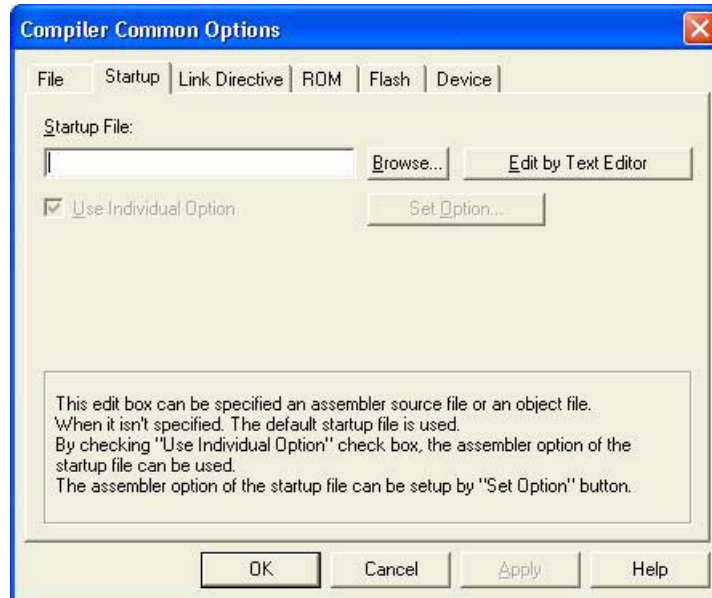 Compiler Common Options
File Startup Link Directive ROM Flash Device
Startup File:
Browse... Edit by Text Editor
Use Individual Option Set Option...
This edit box can be specified an assembler source file or an object file.
When it isn't specified. The default startup file is used.
By checking "Use Individual Option" check box, the assembler option of the
startup file can be used.
The assembler option of the startup file can be setup by "Set Option" button.
OK Cancel Apply Help